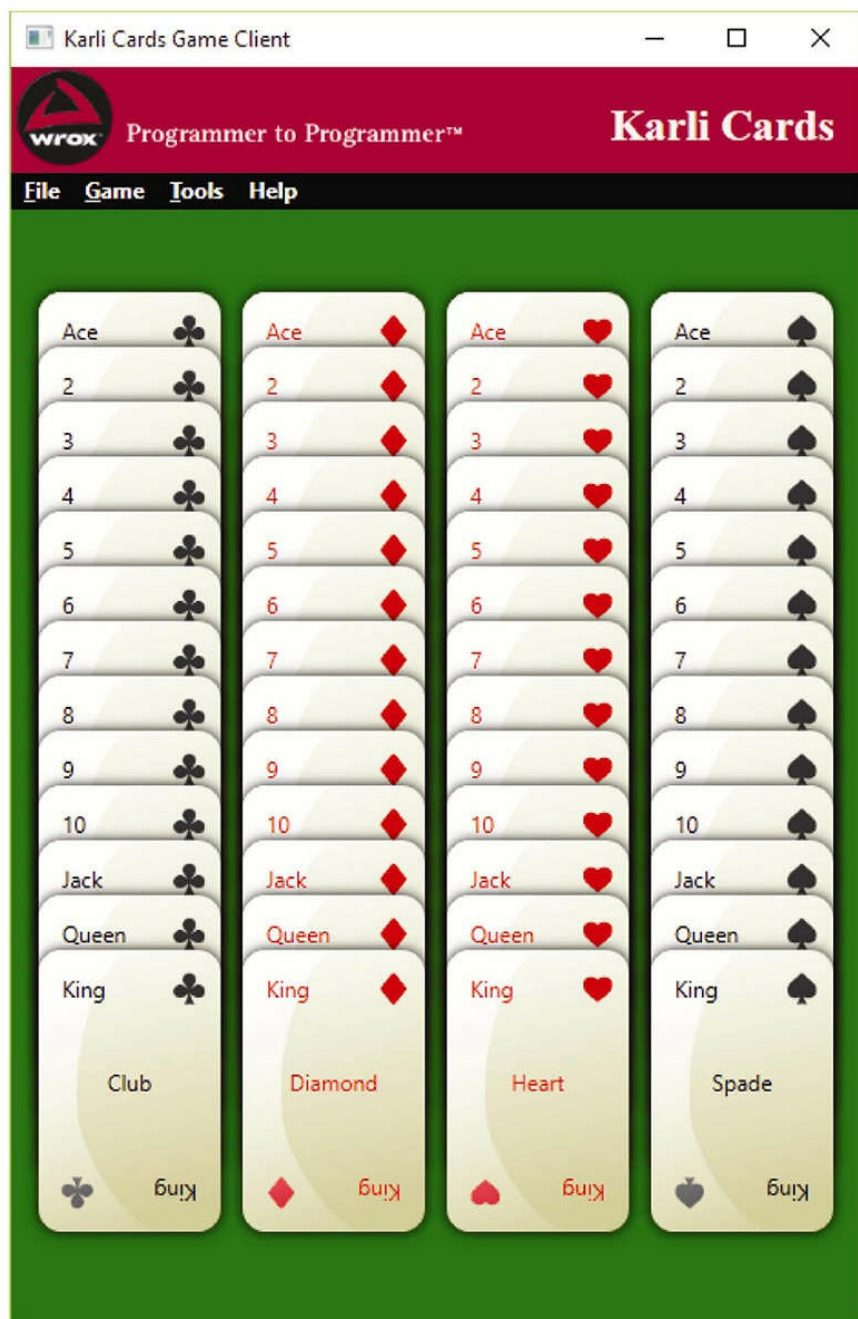 Karli Cards Game Client
wrox
Programmer to Programmer™
Karli Cards
File Game Tools Help
Ace Ace Ace Ace
2 2 2 2
3 3 3 3
4 4 4 4
5 5 5 5
6 6 6 6
7 7 7 7
8 8 8 8
9 9 9 9
10 10 10 10
Jack Jack Jack Jack
Queen Queen Queen Queen
King King King King
Club Diamond Heart Spade
King King King King